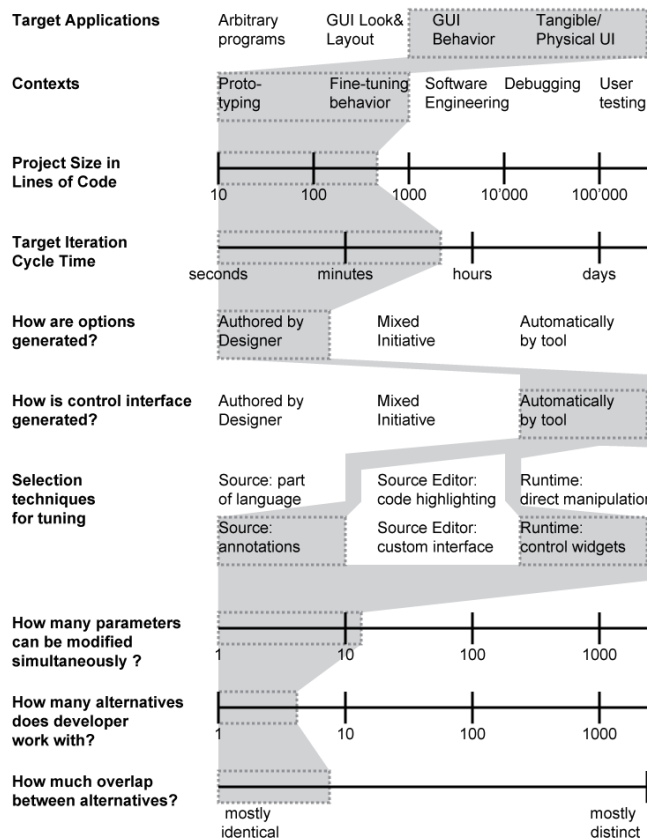 Target Applications
Arbitrary programs
GUI Look& Layout
GUI Behavior
Tangible/ Physical UI
Contexts
Proto- typing
Fine-tuning behavior
Software Engineering
Debugging
User testing
Project Size in
Lines of Code
10 100 1000 10'000 100'000
Target Iteration
Cycle Time
seconds minutes hours days
How are options
generated?
Authored by Designer
Mixed Initiative
Automatically by tool
How is control interface
generated?
Authored by Designer
Mixed Initiative
Automatically by tool
Selection
techniques
for tuning
Source: part of language
Source Editor: code highlighting
Runtime: direct manipulation
Source: annotations
Source Editor: custom interface
Runtime: control widgets
How many parameters
can be modified
simultaneously ?
1 10 100 1000
How many alternatives
does developer
work with?
1 10 100 1000
How much overlap
between alternatives?
mostly identical
mostly distinct